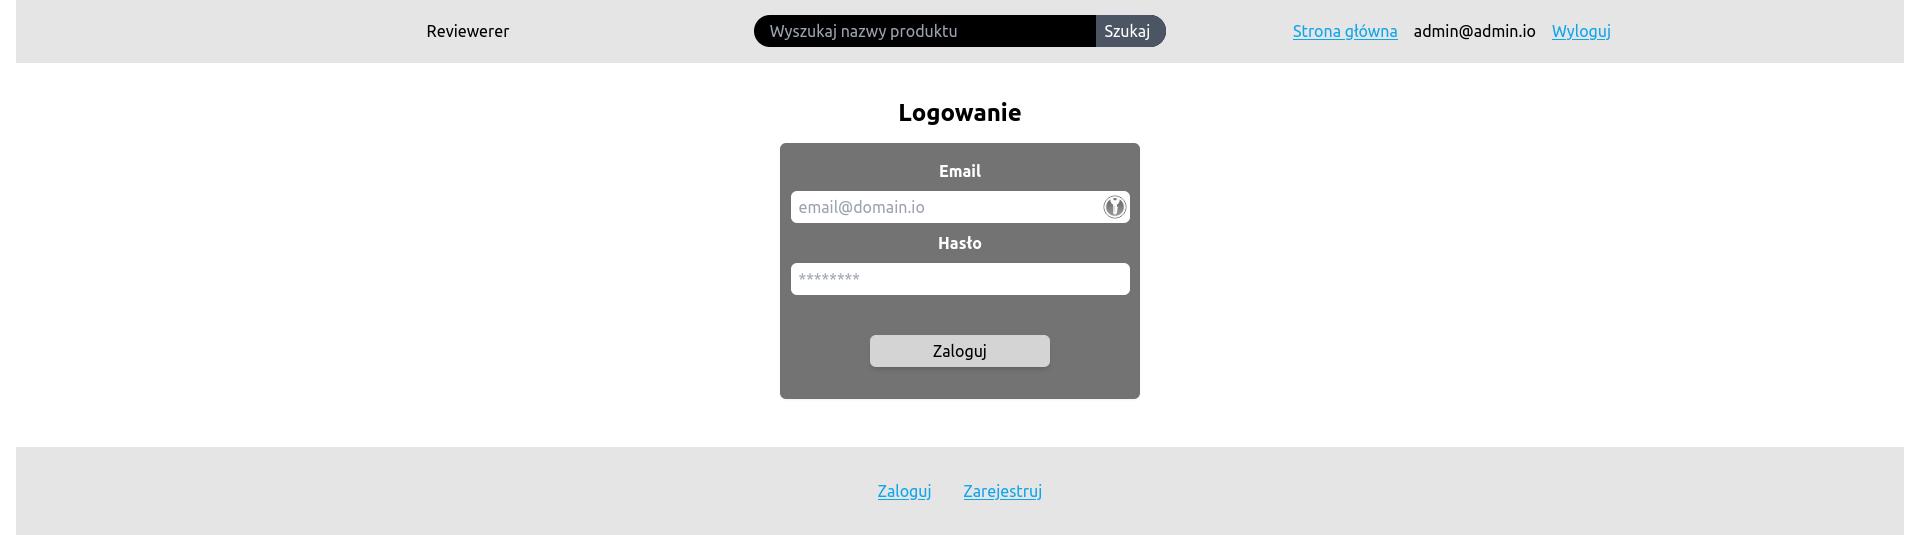 Reviewerer
Wyszukaj nazwy produktu Szukaj
Strona główna admin@admin.io Wyloguj
Logowanie
Email
email@domain.io
Hasło
********
Zaloguj
Zaloguj Zarejestruj